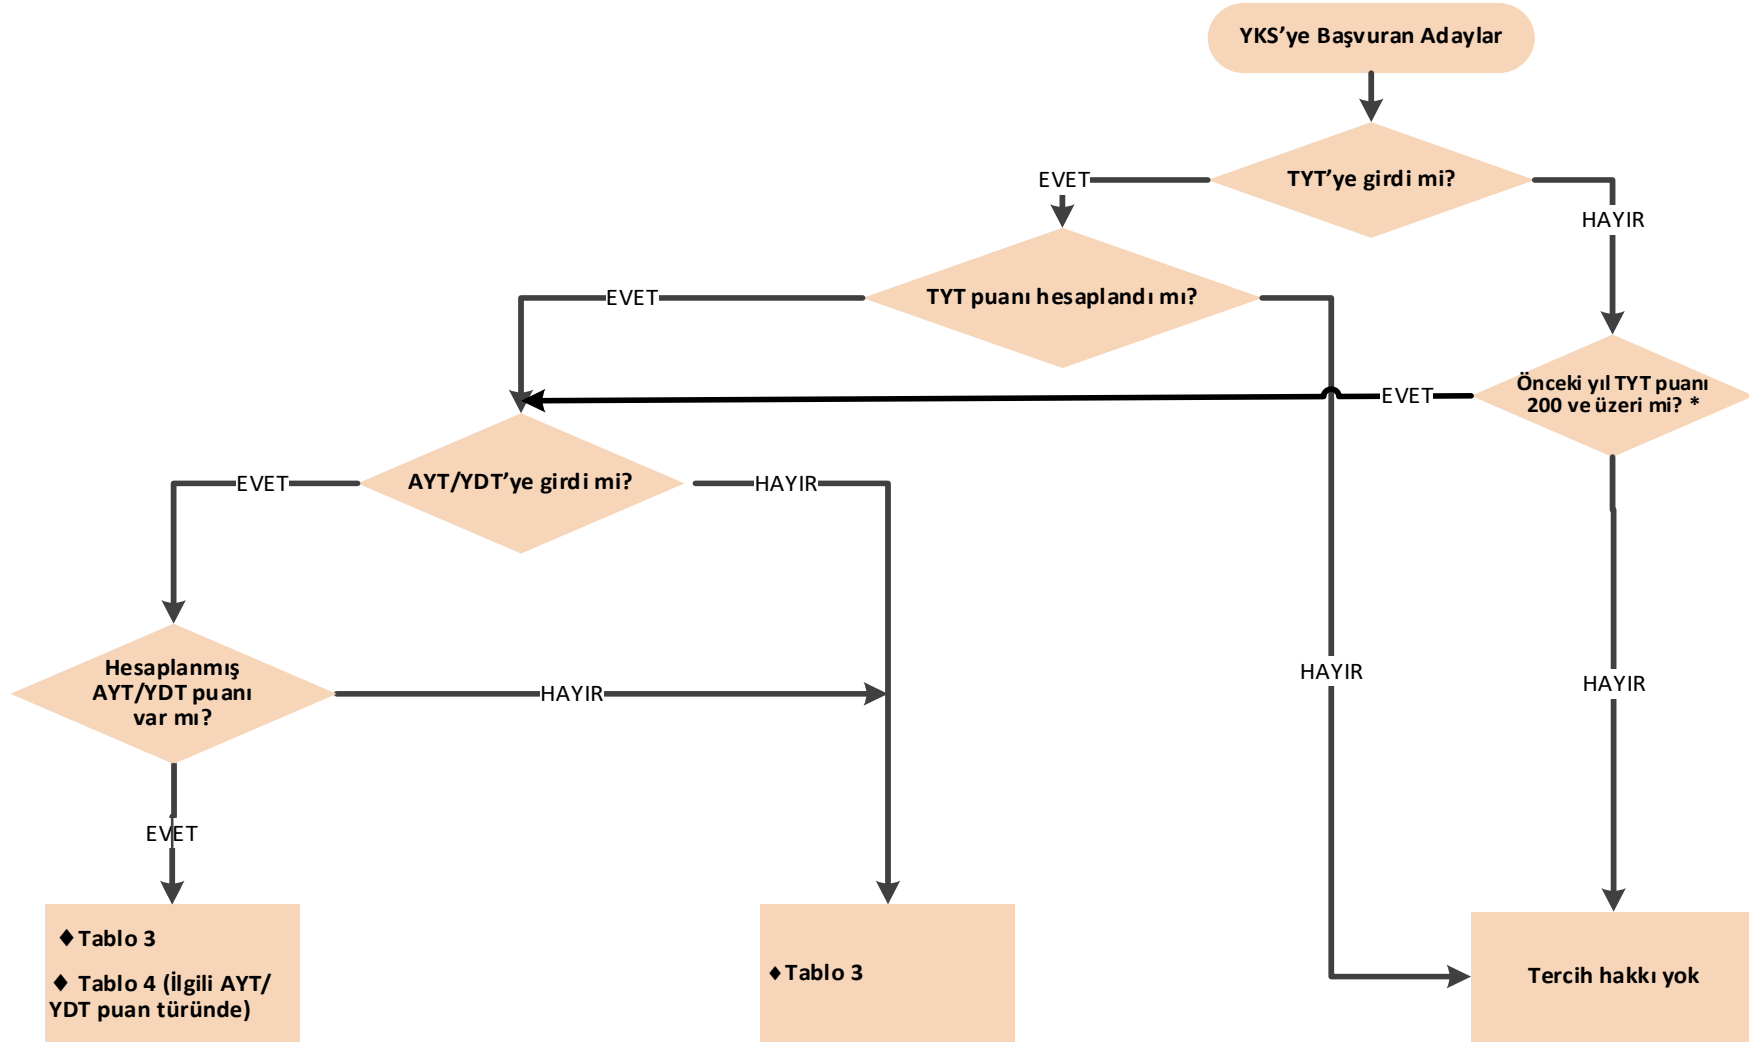 YKS’ye Başvuran Adaylar
TYT’ye girdi mi?
EVET
HAYIR
TYT puanı hesaplandı mı?
EVET
HAYIR
Önceki yıl TYT puanı
200 ve üzeri mi? *
EVET
HAYIR
AYT/YDT’ye girdi mi?
EVET
HAYIR
Hesaplanmış
AYT/YDT puanı
var mı?
HAYIR
EVET
♦Tablo 3
♦ Tablo 4 (İlgili AYT/
YDT puan türünde)
♦Tablo 3
Tercih hakkı yok